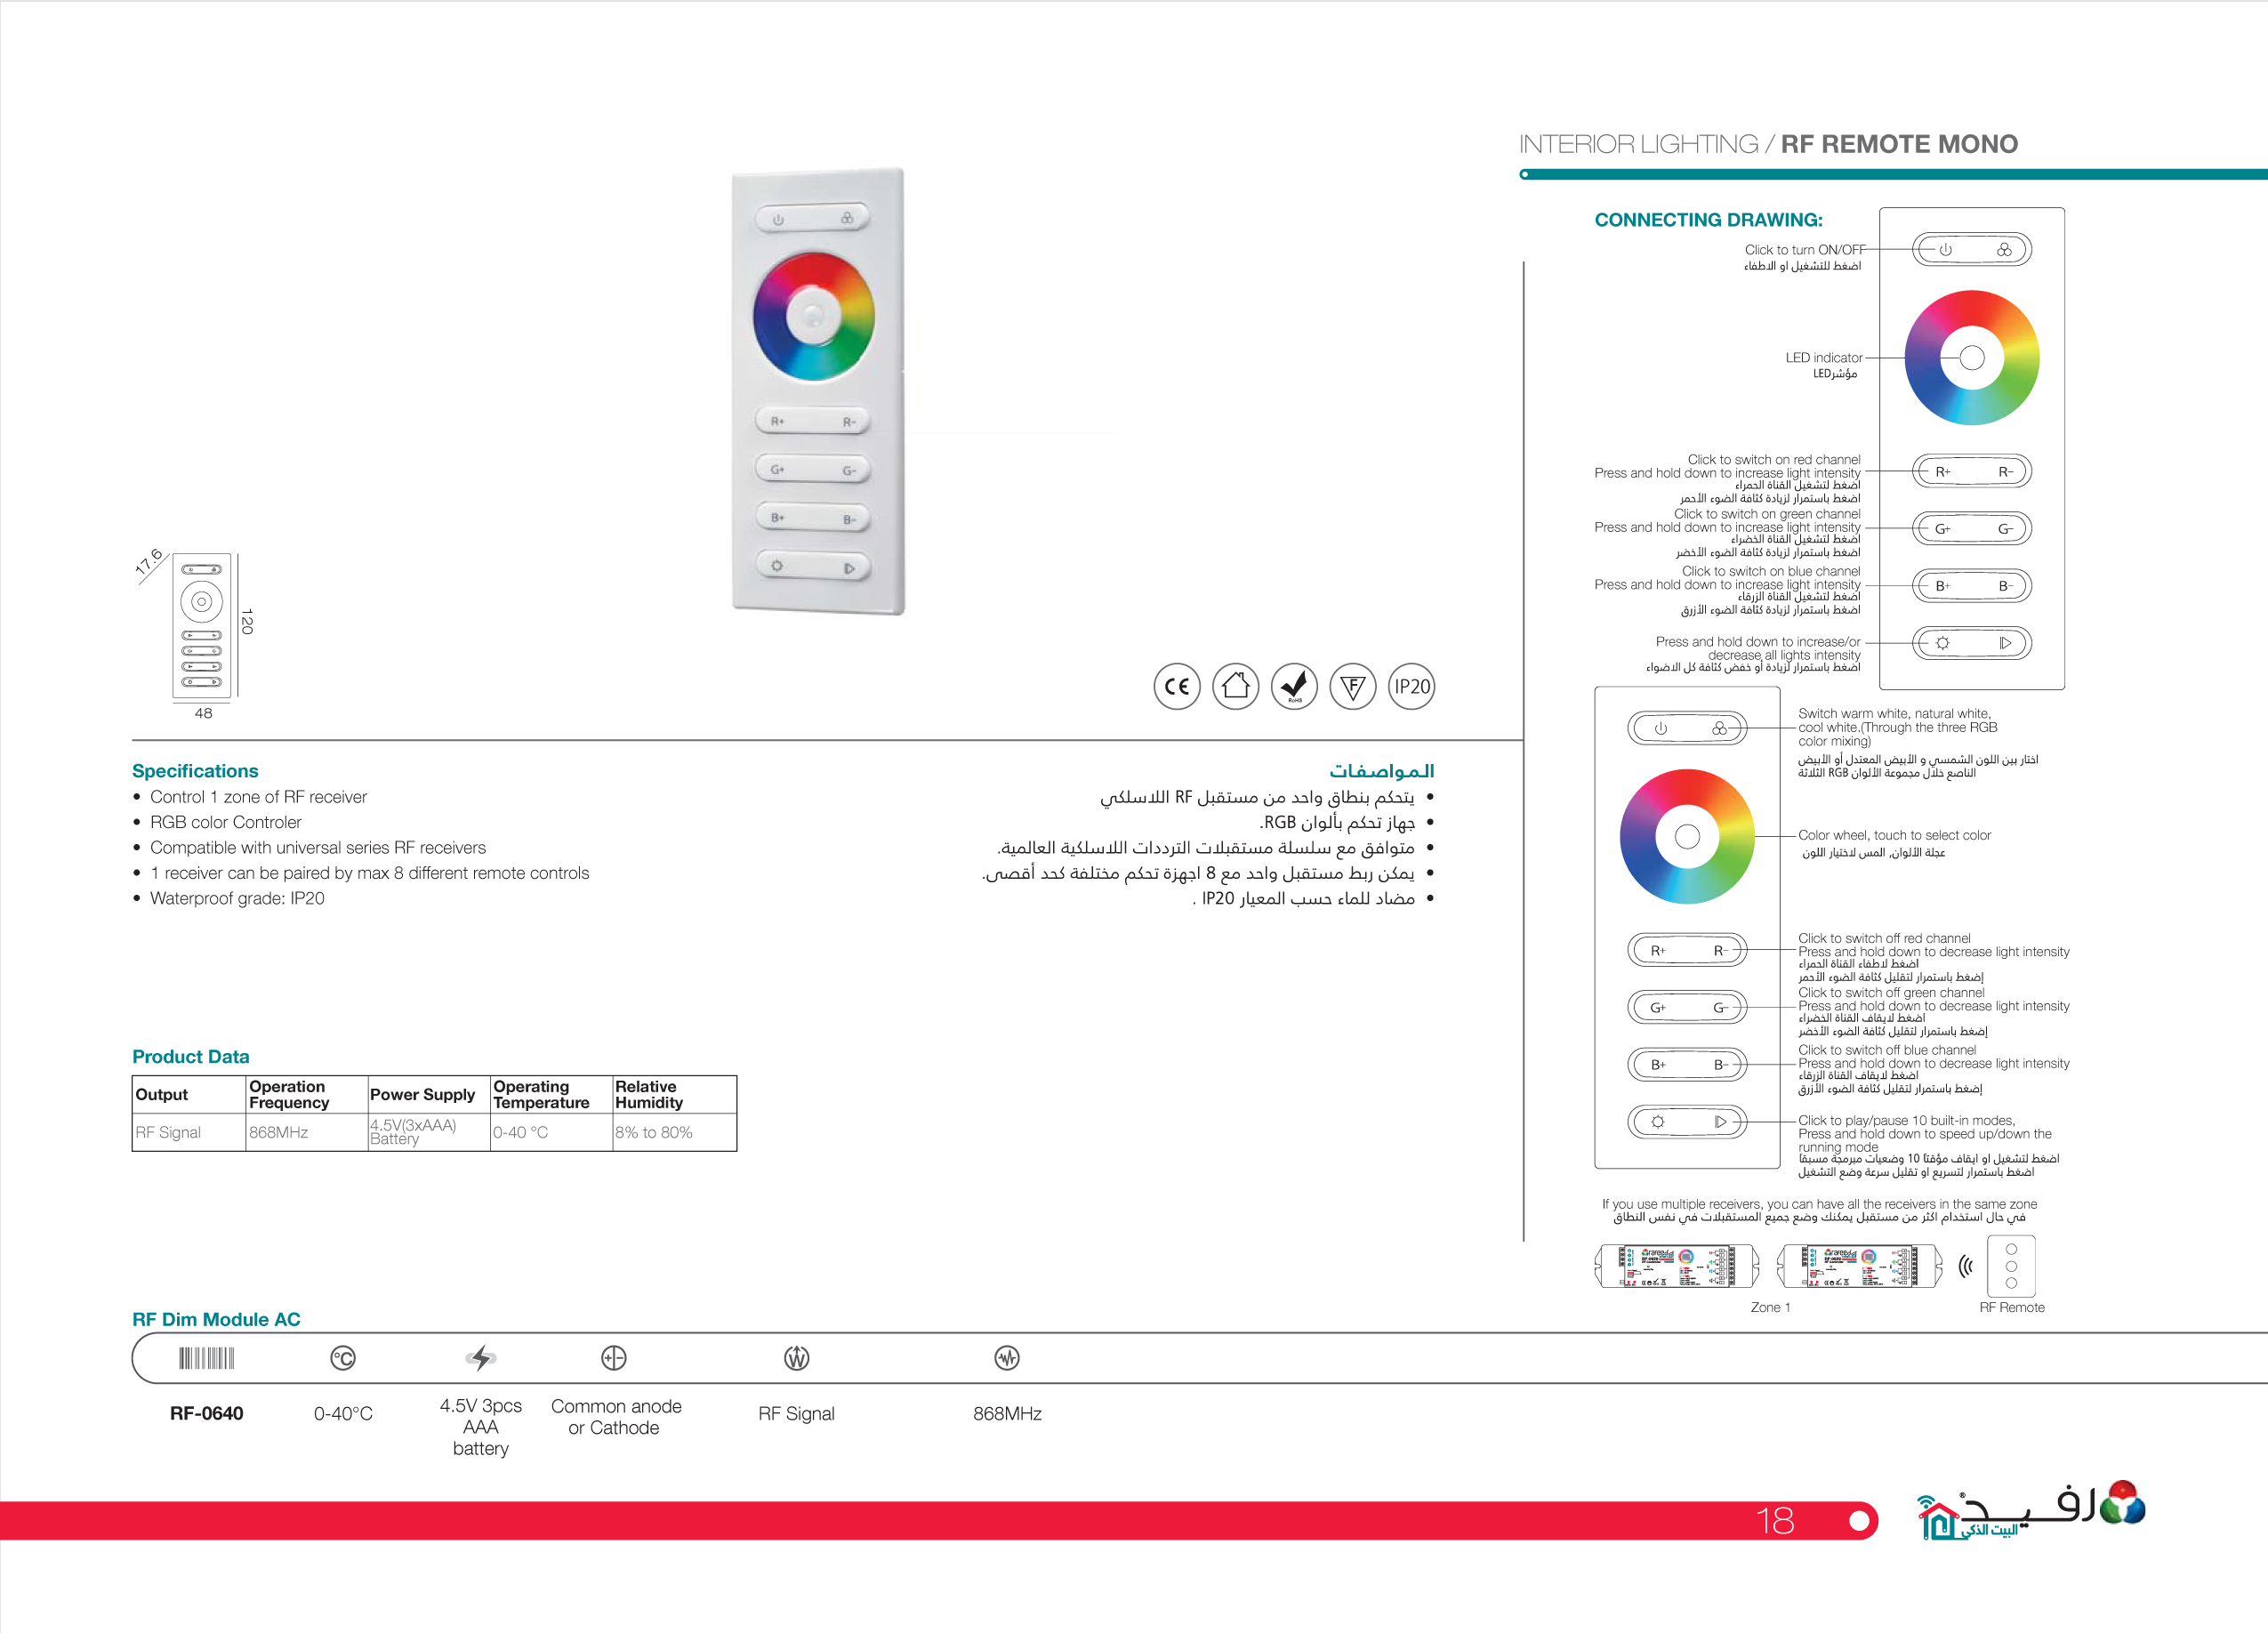 INTERIOR LIGHTING / RF REMOTE MONO
CONNECTING DRAWING:
Click to turn ON/OFF
اضغط للتشغيل او الاطفاء
LED indicator
مؤشر LED
Click to switch on red channel
Press and hold down to increase light intensity
اضغط لتشغيل القناة الحمراء
اضغط باستمرار لزيادة كثافة الضوء الأحمر
R+ R-
Click to switch on green channel
Press and hold down to increase light intensity
اضغط لتشغيل القناة الخضراء
اضغط باستمرار لزيادة كثافة الضوء الأخضر
G+ G-
Click to switch on blue channel
Press and hold down to increase light intensity
اضغط لتشغيل القناة الزرقاء
اضغط باستمرار لزيادة كثافة الضوء الأزرق
B+ B-
Press and hold down to increase/or
decrease all lights intensity
اضغط باستمرار لزيادة أو خفض كثافة كل الاضواء
Switch warm white, natural white,
cool white.(Through the three RGB
color mixing)
اختار بين اللون الشمسي و الأبيض المعتدل أو الأبيض
الناصع خلال مجموعة الألوان RGB الثلاثة
Color wheel, touch to select color
عجلة الألوان, المس لاختيار اللون
R+ R-
Click to switch off red channel
Press and hold down to decrease light intensity
اضغط لاطفاء القناة الحمراء
إضغط باستمرار لتقليل كثافة الضوء الأحمر
G+ G-
Click to switch off green channel
Press and hold down to decrease light intensity
اضغط لايقاف القناة الخضراء
إضغط باستمرار لتقليل كثافة الضوء الأخضر
B+ B-
Click to switch off blue channel
Press and hold down to decrease light intensity
اضغط لايقاف القناة الزرقاء
إضغط باستمرار لتقليل كثافة الضوء الأزرق
Click to play/pause 10 built-in modes,
Press and hold down to speed up/down the
running mode
اضغط لتشغيل او ايقاف مؤقتا 10 وضعيات مبرمجة مسبقا
اضغط باستمرار لتسريع او تقليل سرعة وضع التشغيل
If you use multiple receivers, you can have all the receivers in the same zone
في حال استخدام اكثر من مستقبل يمكنك وضع جميع المستقبلات في نفس النطاق
rareed
rareed
Zone 1
RF Remote
R+ R-
G+ G-
B+ B-
17.6
120
48
CE
RoHS
F
IP20
Specifications
• Control 1 zone of RF receiver
• RGB color Controler
• Compatible with universal series RF receivers
• 1 receiver can be paired by max 8 different remote controls
• Waterproof grade: IP20
المواصفات
• يتحكم بنطاق واحد من مستقبل RF اللاسلكي
• جهاز تحكم بألوان RGB.
• متوافق مع سلسلة مستقبلات الترددات اللاسلكية العالمية.
• يمكن ربط مستقبل واحد مع 8 اجهزة تحكم مختلفة كحد أقصى.
• مضاد للماء حسب المعيار IP20 .
Product Data
Output Operation Frequency Power Supply Operating Temperature Relative Humidity
RF Signal 868MHz 4.5V(3xAAA) Battery 0-40 °C 8% to 80%
RF Dim Module AC
°C W
RF-0640 0-40°C 4.5V 3pcs AAA battery Common anode or Cathode RF Signal 868MHz
18
رفيد®
البيت الذكي